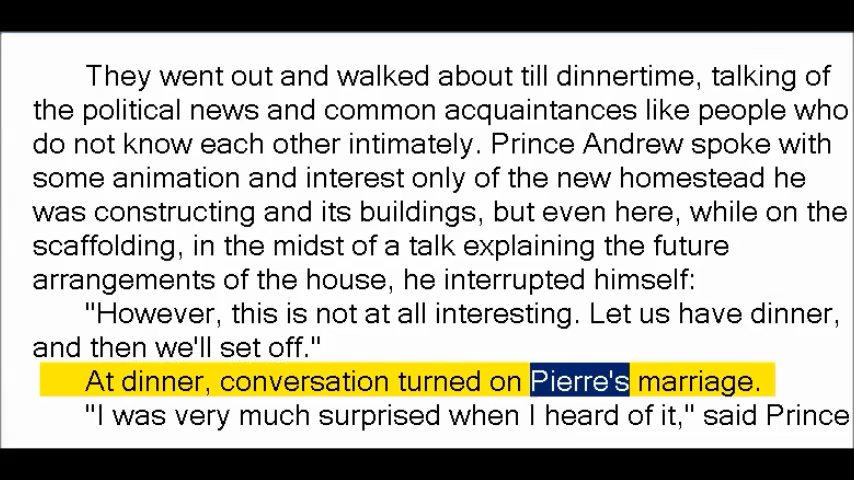 They went out and walked about till dinnertime, talking of
the political news and common acquaintances like people who
do not know each other intimately. Prince Andrew spoke with
some animation and interest only of the new homestead he
was constructing and its buildings, but even here, while on the
scaffolding, in the midst of a talk explaining the future
arrangements of the house, he interrupted himself:
"However, this is not at all interesting. Let us have dinner,
and then we'll set off."
At dinner, conversation turned on Pierre's marriage.
"I was very much surprised when I heard of it," said Prince